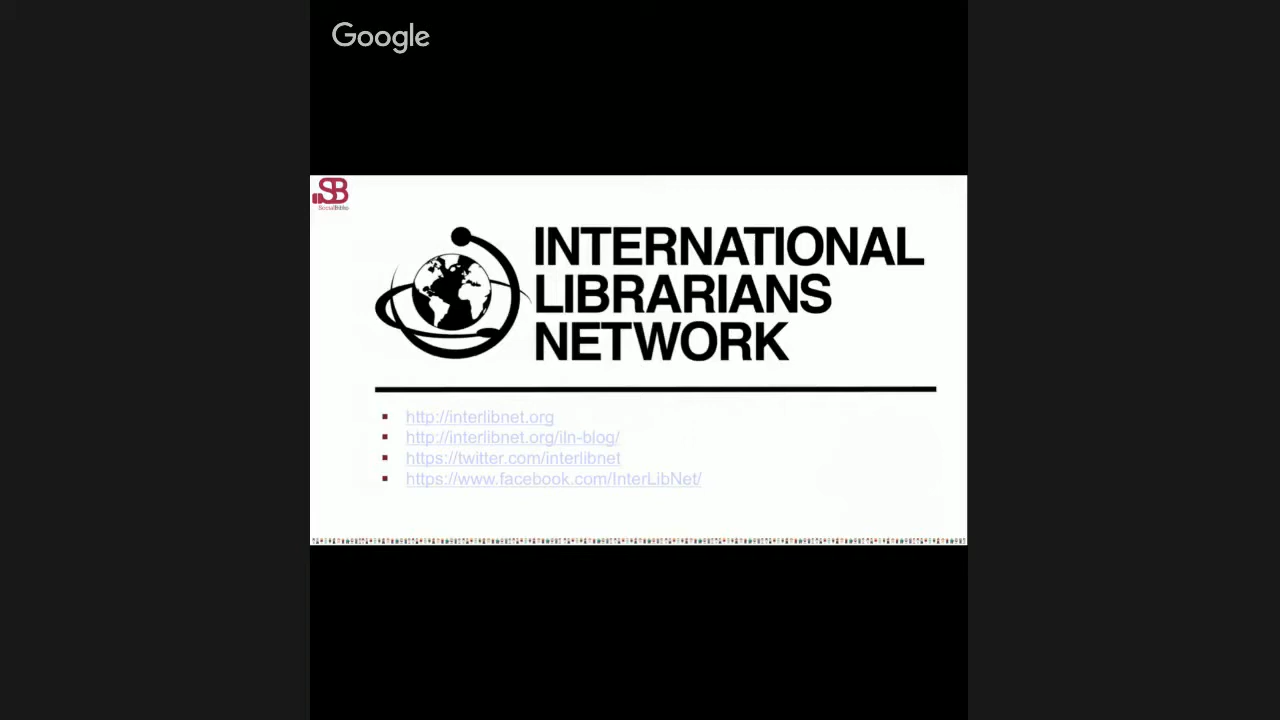 Google
SB
INTERNATIONAL
LIBRARIANS
NETWORK
http://interlibnet.org
http://interlibnet.org/iln-blog/
https://twitter.com/interlibnet
https://www.facebook.com/InterLibNet/